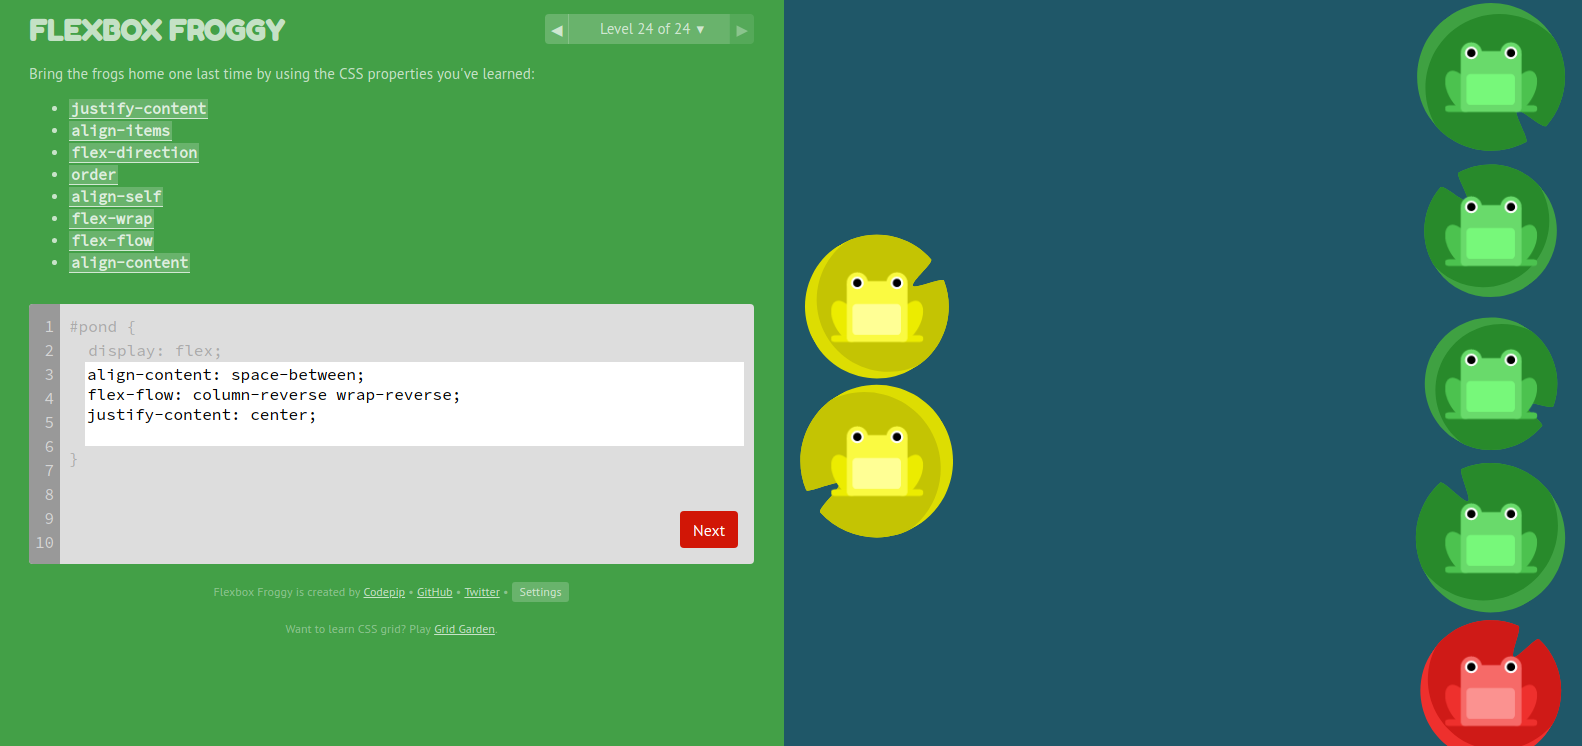 FLEXBOX FROGGY
◀ Level 24 of 24 ▼ ▶
Bring the frogs home one last time by using the CSS properties you've learned:
• justify-content
• align-items
• flex-direction
• order
• align-self
• flex-wrap
• flex-flow
• align-content
1 #pond {
2 display: flex;
3 align-content: space-between;
4 flex-flow: column-reverse wrap-reverse;
5 justify-content: center;
6 }
7
8
9
10
Next
Flexbox Froggy is created by Codepip • GitHub • Twitter • Settings
Want to learn CSS grid? Play Grid Garden.